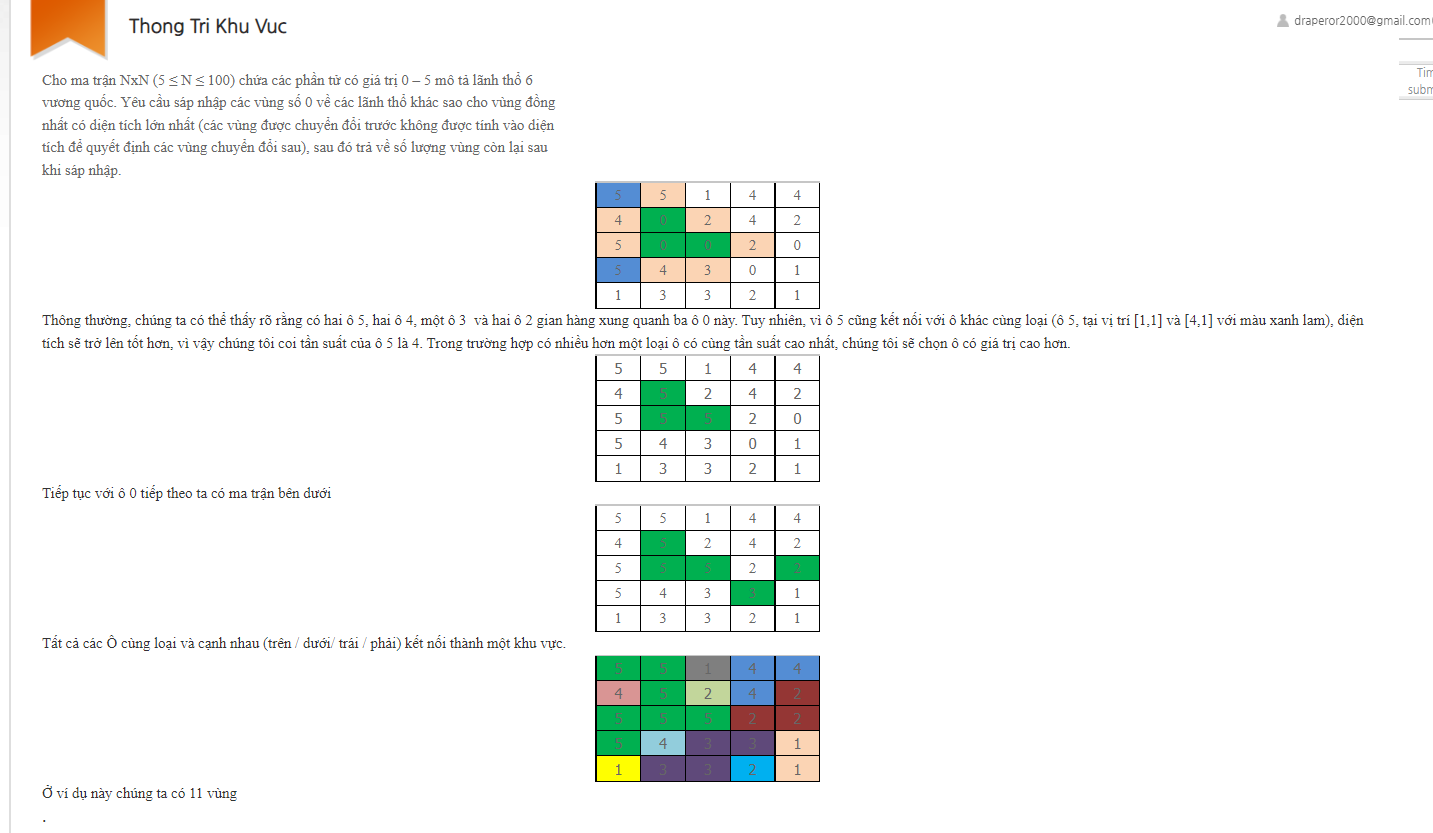 Thong Tri Khu Vuc
draperor2000@gmail.com
Tim
subm
Cho ma trận NxN (5 ≤ N ≤ 100) chứa các phần tử có giá trị 0 – 5 mô tả lãnh thổ 6
vương quốc. Yêu cầu sáp nhập các vùng số 0 về các lãnh thổ khác sao cho vùng đồng
nhất có diện tích lớn nhất (các vùng được chuyển đổi trước không được tính vào diện
tích để quyết định các vùng chuyển đổi sau), sau đó trả về số lượng vùng còn lại sau
khi sáp nhập.
5 5 1 4 4
4 0 2 4 2
5 0 0 2 0
5 4 3 0 1
1 3 3 2 1
Thông thường, chúng ta có thể thấy rõ rằng có hai ô 5, hai ô 4, một ô 3 và hai ô 2 gian hàng xung quanh ba ô 0 này. Tuy nhiên, vì ô 5 cũng kết nối với ô khác cùng loại (ô 5, tại vị trí [1,1] và [4,1] với màu xanh lam), diện
tích sẽ trở lên tốt hơn, vì vậy chúng tôi coi tần suất của ô 5 là 4. Trong trường hợp có nhiều hơn một loại ô có cùng tần suất cao nhất, chúng tôi sẽ chọn ô có giá trị cao hơn.
5 5 1 4 4
4 5 2 4 2
5 5 5 2 0
5 4 3 0 1
1 3 3 2 1
Tiếp tục với ô 0 tiếp theo ta có ma trận bên dưới
5 5 1 4 4
4 5 2 4 2
5 5 5 2 2
5 4 3 3 1
1 3 3 2 1
Tất cả các Ô cùng loại và cạnh nhau (trên / dưới/ trái / phải) kết nối thành một khu vực.
5 5 1 4 4
4 5 2 4 2
5 5 5 2 2
5 4 3 3 1
1 3 3 2 1
Ở ví dụ này chúng ta có 11 vùng
.